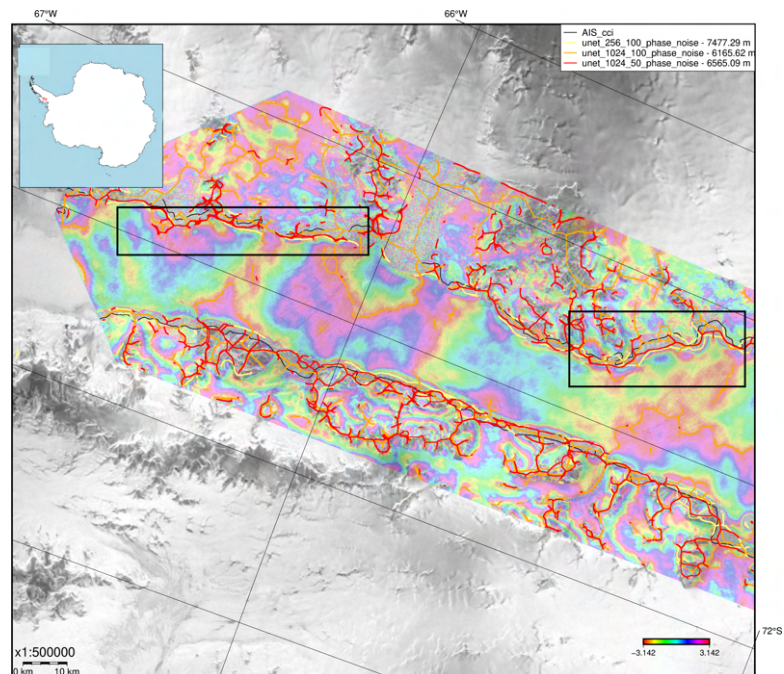 67°W
66°W
AIS_cci
unet_256_100_phase_noise - 7477.29 m
unet_1024_100_phase_noise - 6165.62 m
unet_1024_50_phase_noise - 6565.09 m
72°S
x1:500000
0 km 10 km
−3.142 3.142